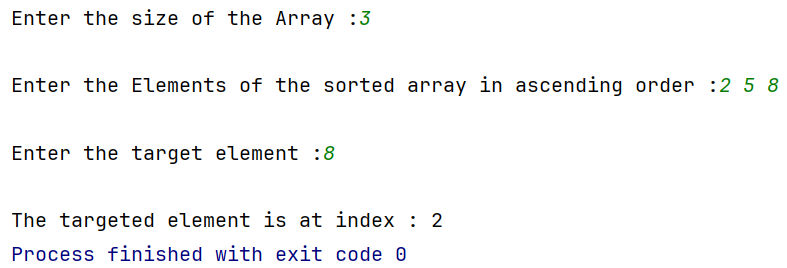 Enter the size of the Array :3
Enter the Elements of the sorted array in ascending order :2 5 8
Enter the target element :8
The targeted element is at index : 2
Process finished with exit code 0